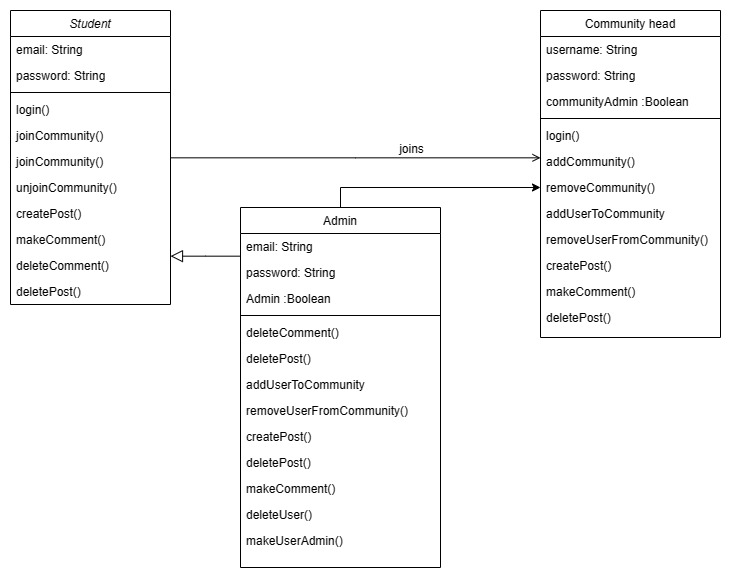 Student
email: String
password: String
login()
joinCommunity()
joinCommunity()
unjoinCommunity()
createPost()
makeComment()
deleteComment()
deletePost()
joins
Community head
username: String
password: String
communityAdmin :Boolean
login()
addCommunity()
removeCommunity()
addUserToCommunity
removeUserFromCommunity()
createPost()
makeComment()
deletePost()
Admin
email: String
password: String
Admin :Boolean
deleteComment()
deletePost()
addUserToCommunity
removeUserFromCommunity()
createPost()
deletePost()
makeComment()
deleteUser()
makeUserAdmin()